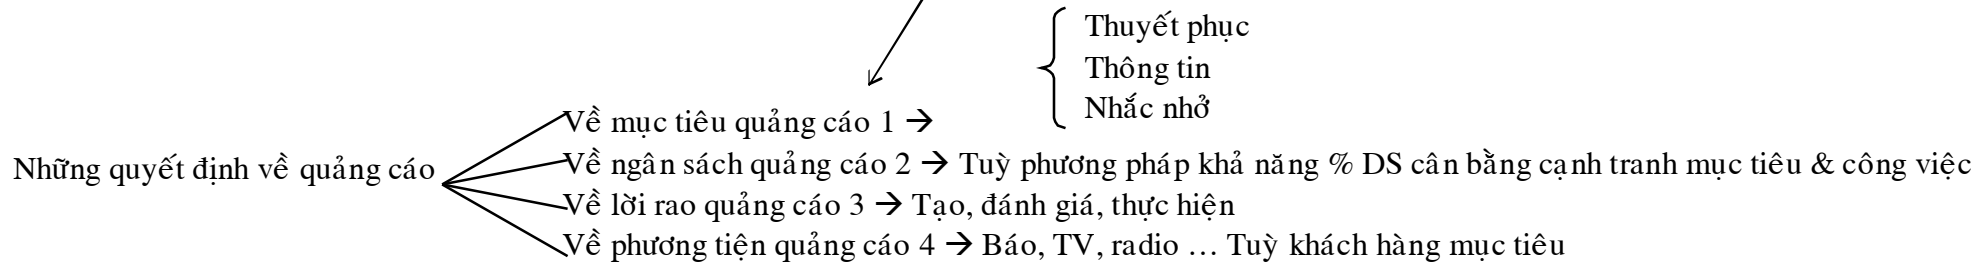 Thuyết phục
Thông tin
Nhắc nhở
Về mục tiêu quảng cáo 1 →
Những quyết định về quảng cáo
Về ngân sách quảng cáo 2 → Tuỳ phương pháp khả năng % DS cân bằng cạnh tranh mục tiêu & công việc
Về lời rao quảng cáo 3 → Tạo, đánh giá, thực hiện
Về phương tiện quảng cáo 4 → Báo, TV, radio … Tuỳ khách hàng mục tiêu